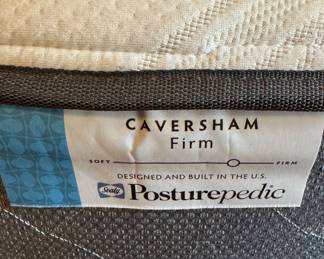 CAVERSHAM
Firm
SOFT FIRM
DESIGNED AND BUILT IN THE U.S.
Sealy Posturepedic